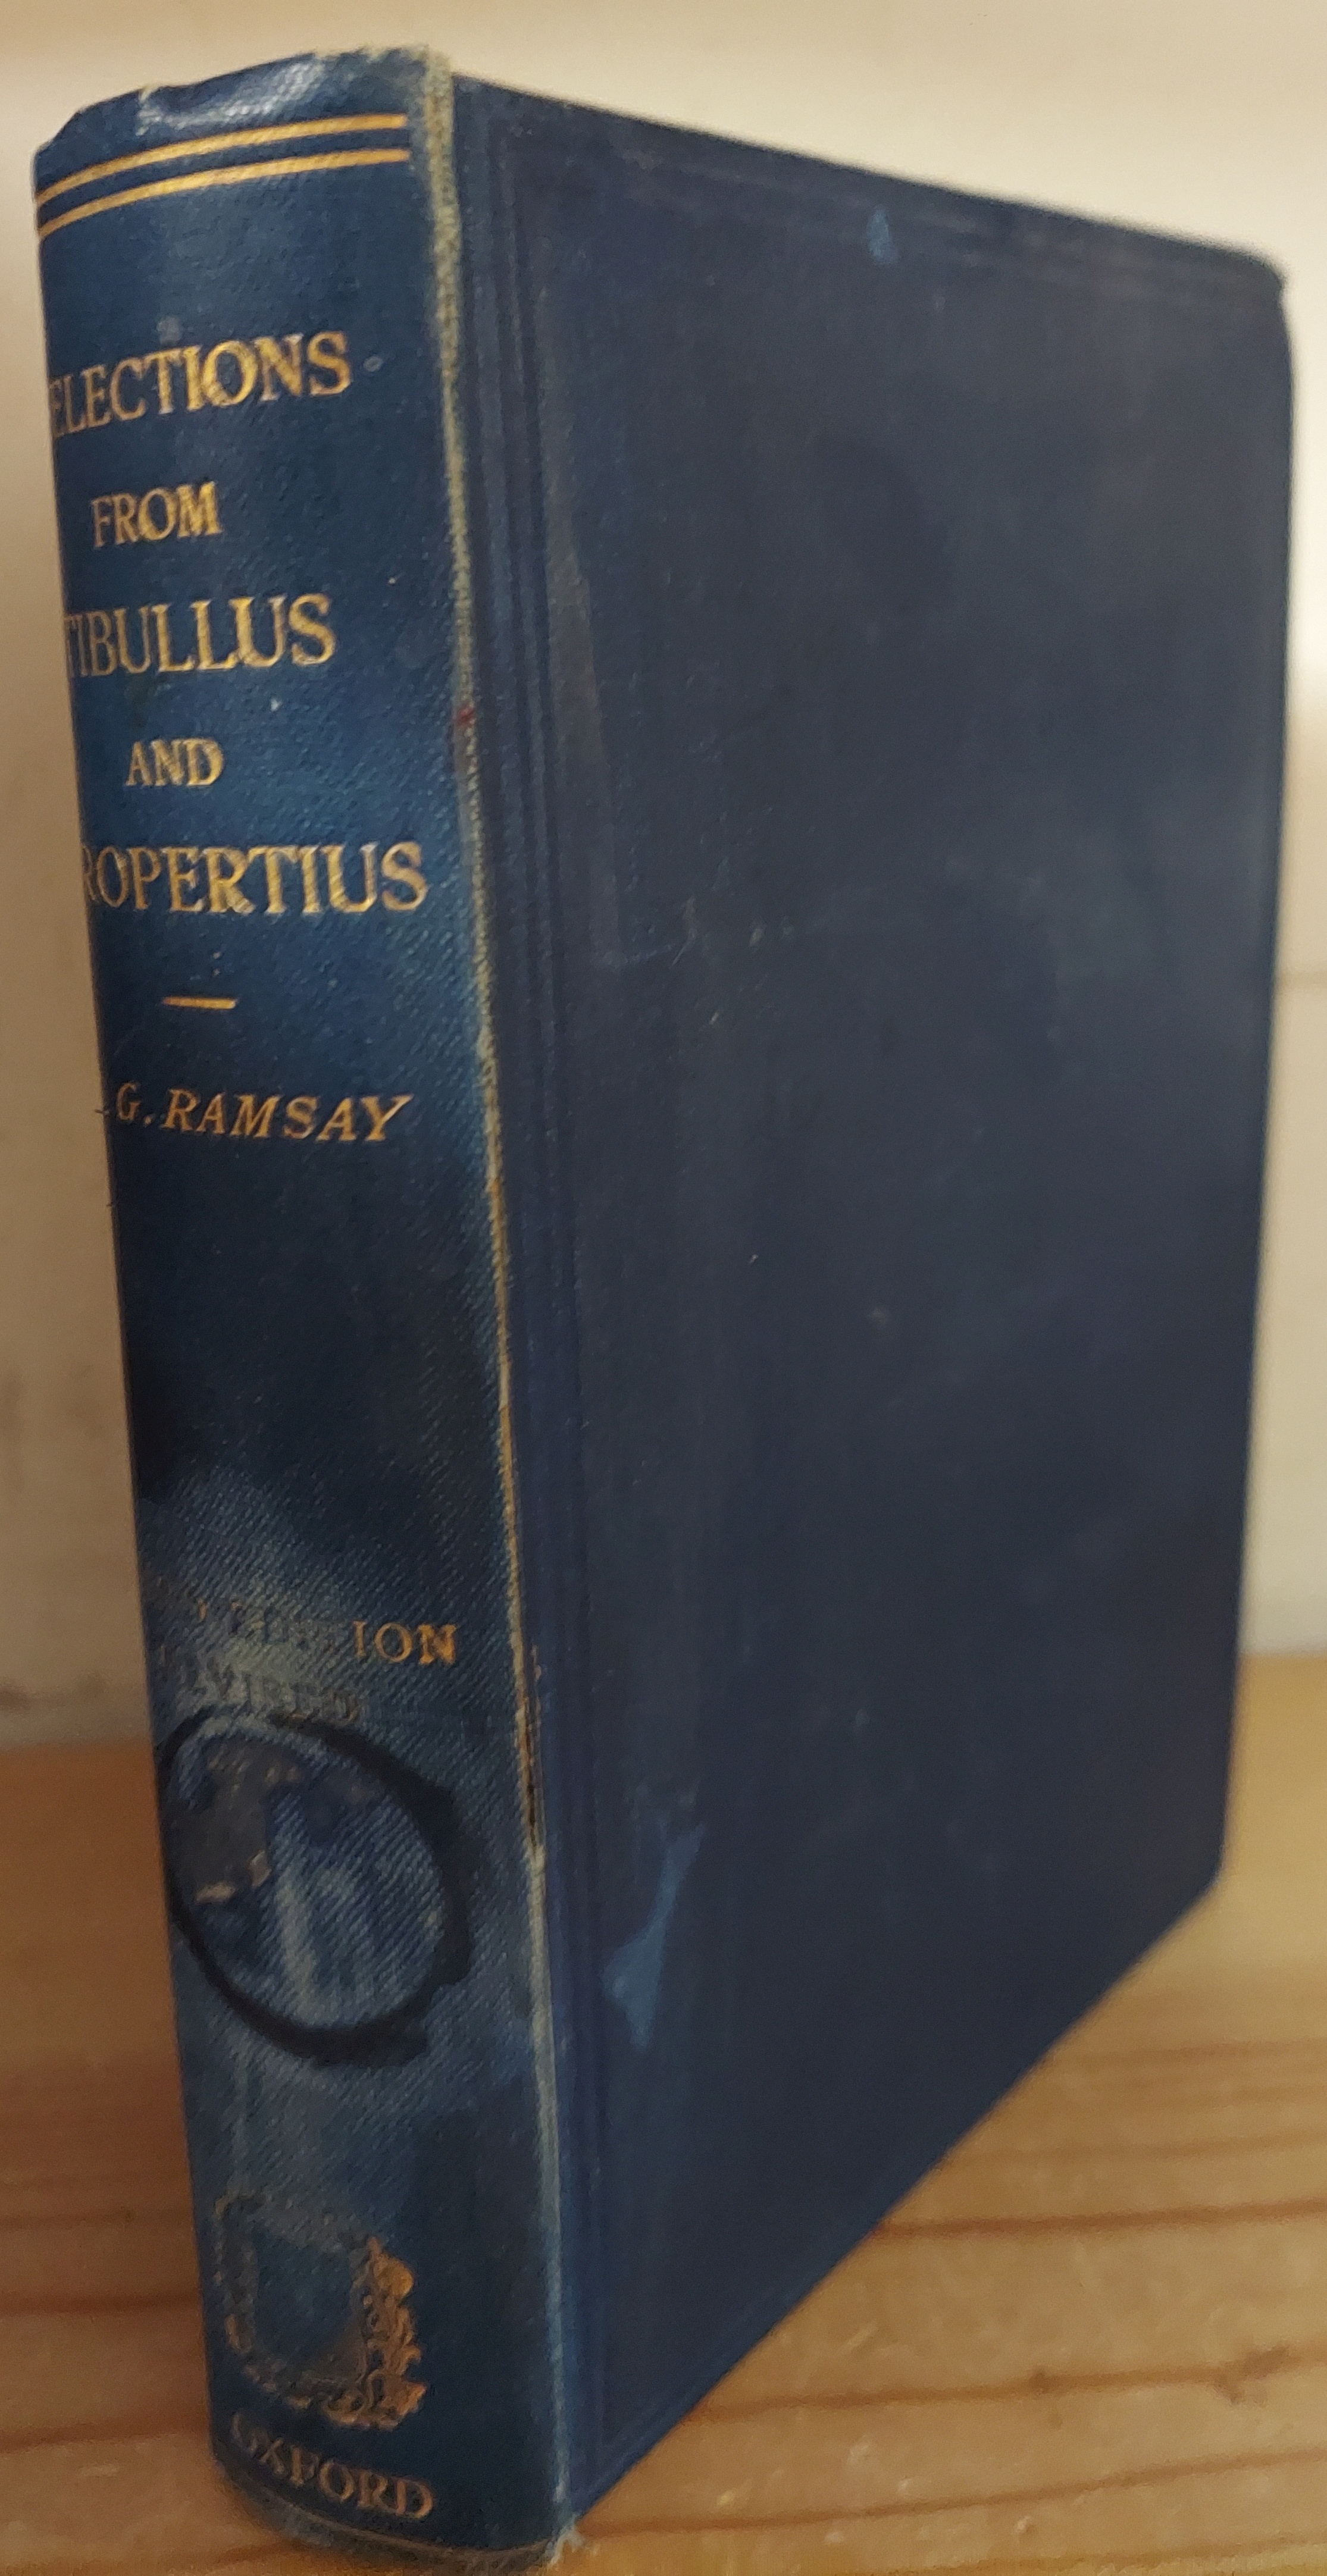 ELECTIONS
FROM
TIBULLUS
AND
ROPERTIUS
G. RAMSAY
ION
OXFORD